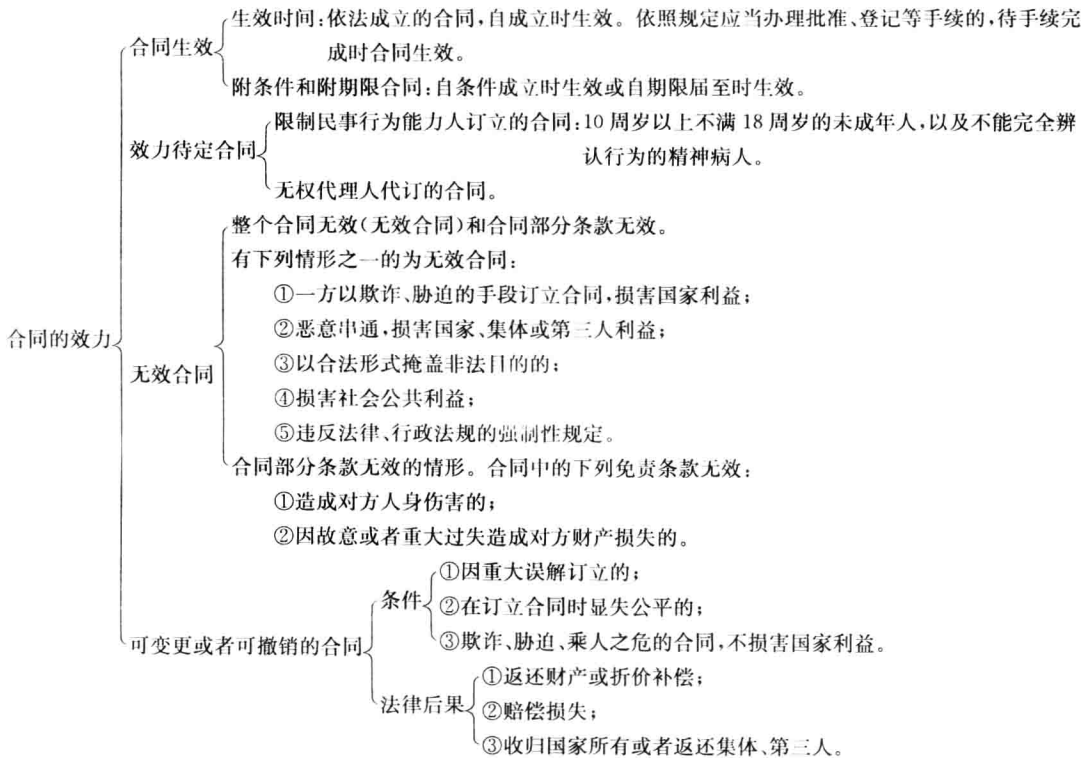 生效时间:依法成立的合同,自成立时生效。依照规定应当办理批准、登记等手续的,待手续完
合同生效
成时合同生效。
附条件和附期限合同:自条件成立时生效或自期限届至时生效。
限制民事行为能力人订立的合同:10 周岁以上不满 18 周岁的未成年人,以及不能完全辨
效力待定合同
认行为的精神病人。
无权代理人代订的合同。
整个合同无效(无效合同)和合同部分条款无效。
有下列情形之一的为无效合同:
①一方以欺诈、胁迫的手段订立合同,损害国家利益;
②恶意串通,损害国家、集体或第三人利益;
合同的效力
③以合法形式掩盖非法目的的;
无效合同
④损害社会公共利益;
⑤违反法律、行政法规的强制性规定。
合同部分条款无效的情形。合同中的下列免责条款无效:
①造成对方人身伤害的;
②因故意或者重大过失造成对方财产损失的。
①因重大误解订立的;
条件
②在订立合同时显失公平的;
③欺诈、胁迫、乘人之危的合同,不损害国家利益。
可变更或者可撤销的合同
①返还财产或折价补偿;
法律后果
②赔偿损失;
③收归国家所有或者返还集体、第三人。